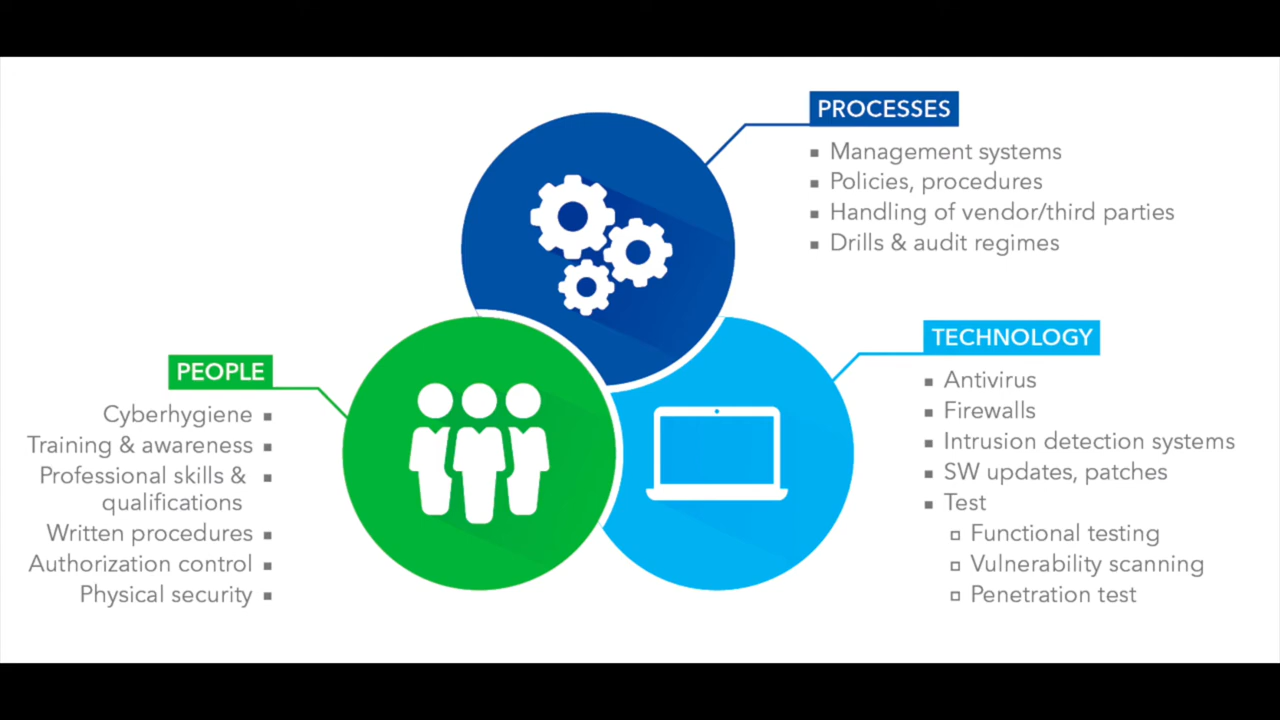 PROCESSES
Management systems
Policies, procedures
Handling of vendor/third parties
Drills & audit regimes
TECHNOLOGY
Antivirus
Firewalls
Intrusion detection systems
SW updates, patches
Test
Functional testing
Vulnerability scanning
Penetration test
PEOPLE
Cyberhygiene
Training & awareness
Professional skills &
qualifications
Written procedures
Authorization control
Physical security